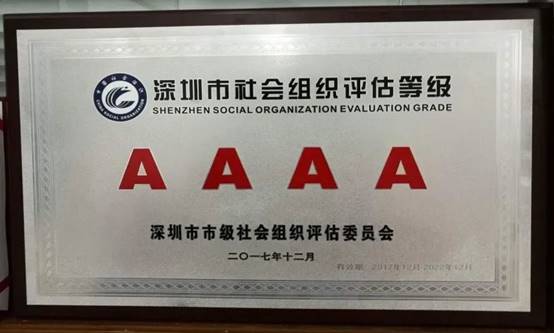 深圳市社会组织评估等级
SHENZHEN SOCIAL ORGANIZATION EVALUATION GRADE
A A A A
深圳市市级社会组织评估委员会
二〇一七年十二月
有效期：2017年12月-2022年12月